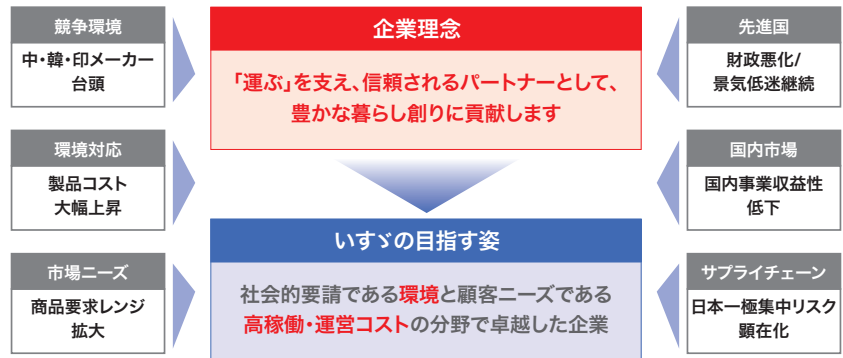 競争環境
中・韓・印メーカー
台頭
環境対応
製品コスト
大幅上昇
市場ニーズ
商品要求レンジ
拡大
企業理念
「運ぶ」を支え、信頼されるパートナーとして、
豊かな暮らし創りに貢献します
いすゞの目指す姿
社会的要請である環境と顧客ニーズである
高稼働・運営コストの分野で卓越した企業
先進国
財政悪化/
景気低迷継続
国内市場
国内事業収益性
低下
サプライチェーン
日本一極集中リスク
顕在化